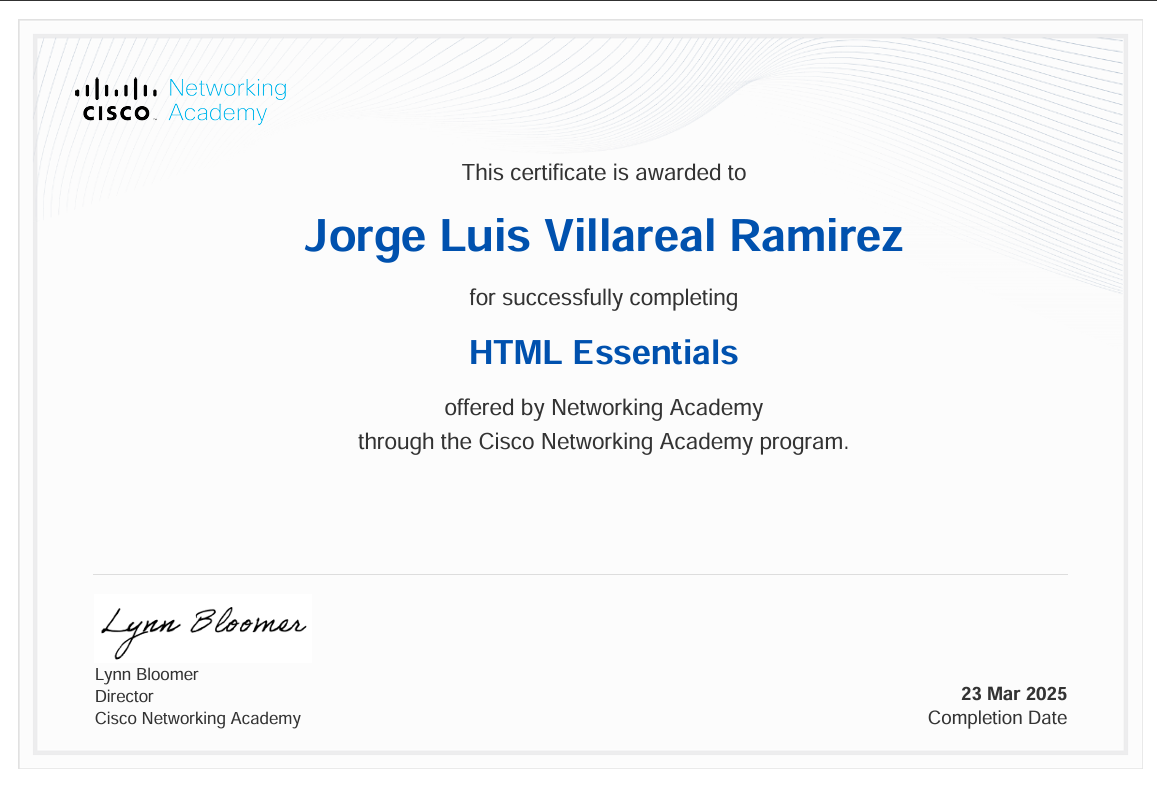 CISCO Networking
Academy
This certificate is awarded to
Jorge Luis Villareal Ramirez
for successfully completing
HTML Essentials
offered by Networking Academy
through the Cisco Networking Academy program.
Lynn Bloomer
Lynn Bloomer
Director
Cisco Networking Academy
23 Mar 2025
Completion Date